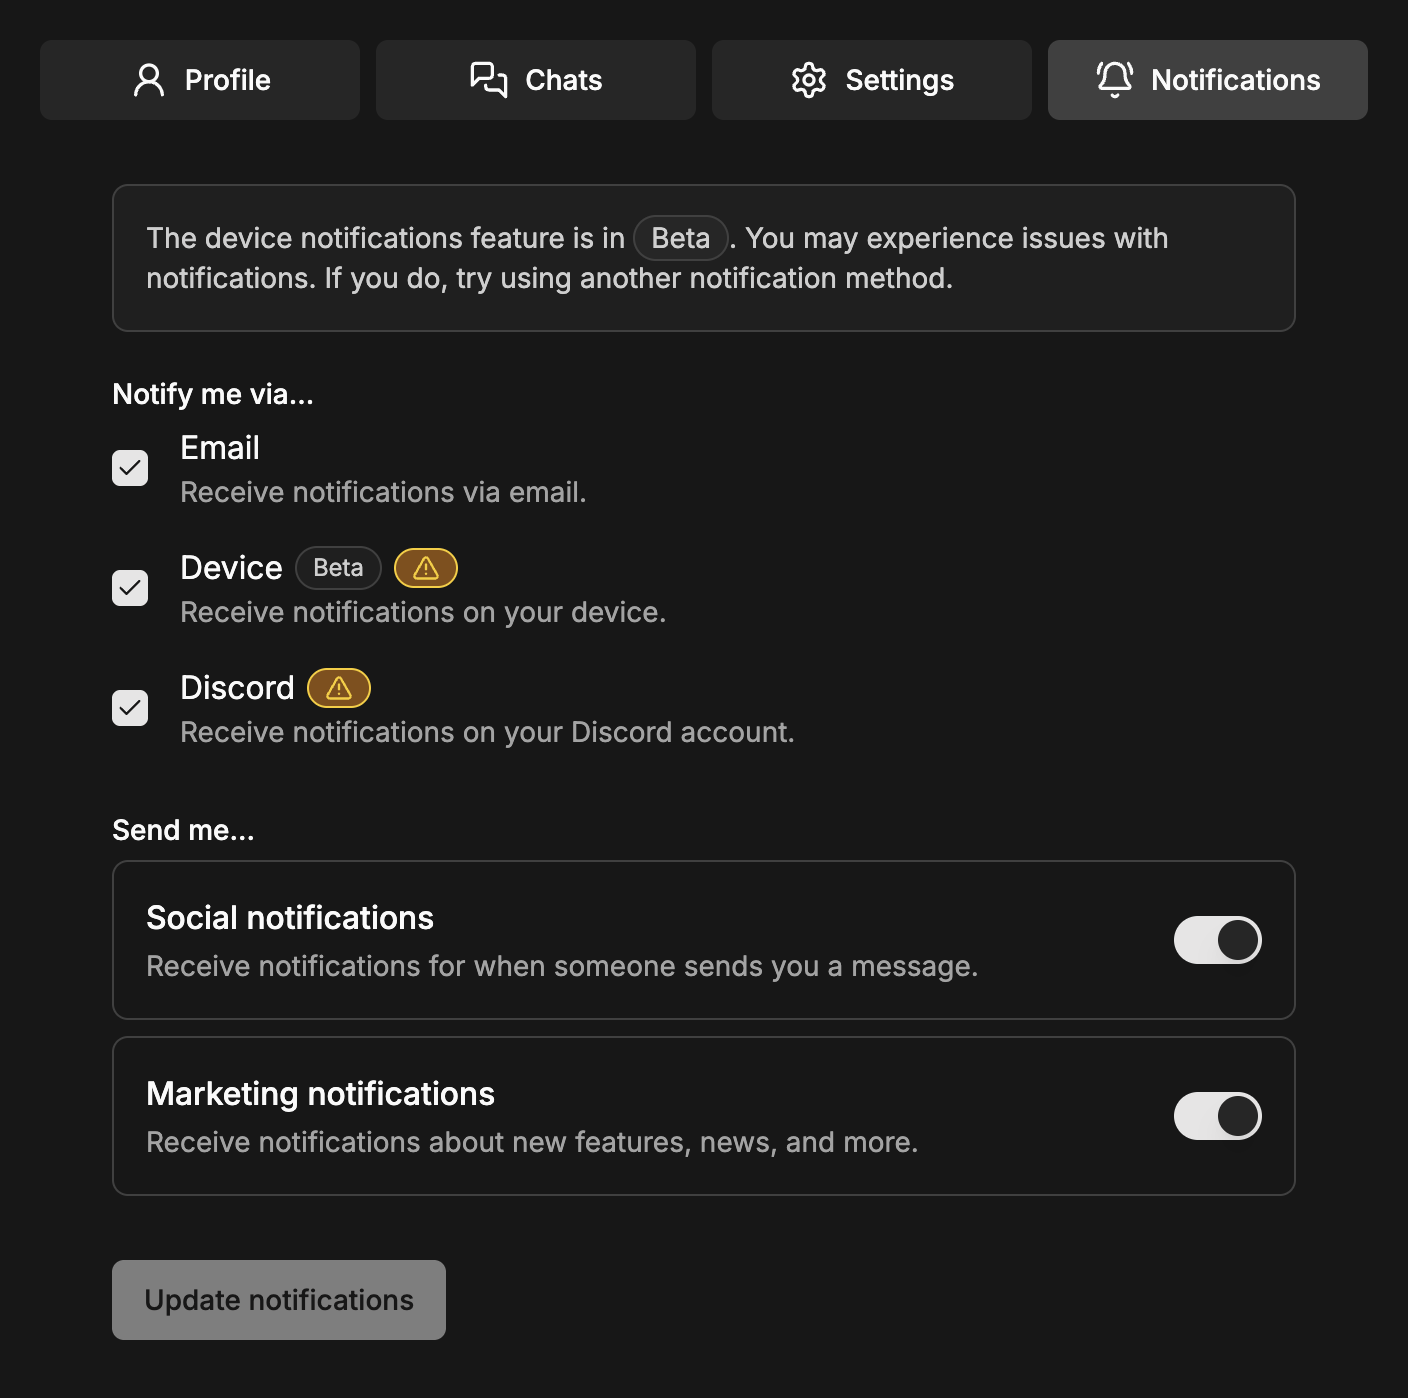 Profile
Chats
Settings
Notifications
The device notifications feature is in Beta. You may experience issues with
notifications. If you do, try using another notification method.
Notify me via...
Email
Receive notifications via email.
Device Beta
Receive notifications on your device.
Discord
Receive notifications on your Discord account.
Send me...
Social notifications
Receive notifications for when someone sends you a message.
Marketing notifications
Receive notifications about new features, news, and more.
Update notifications